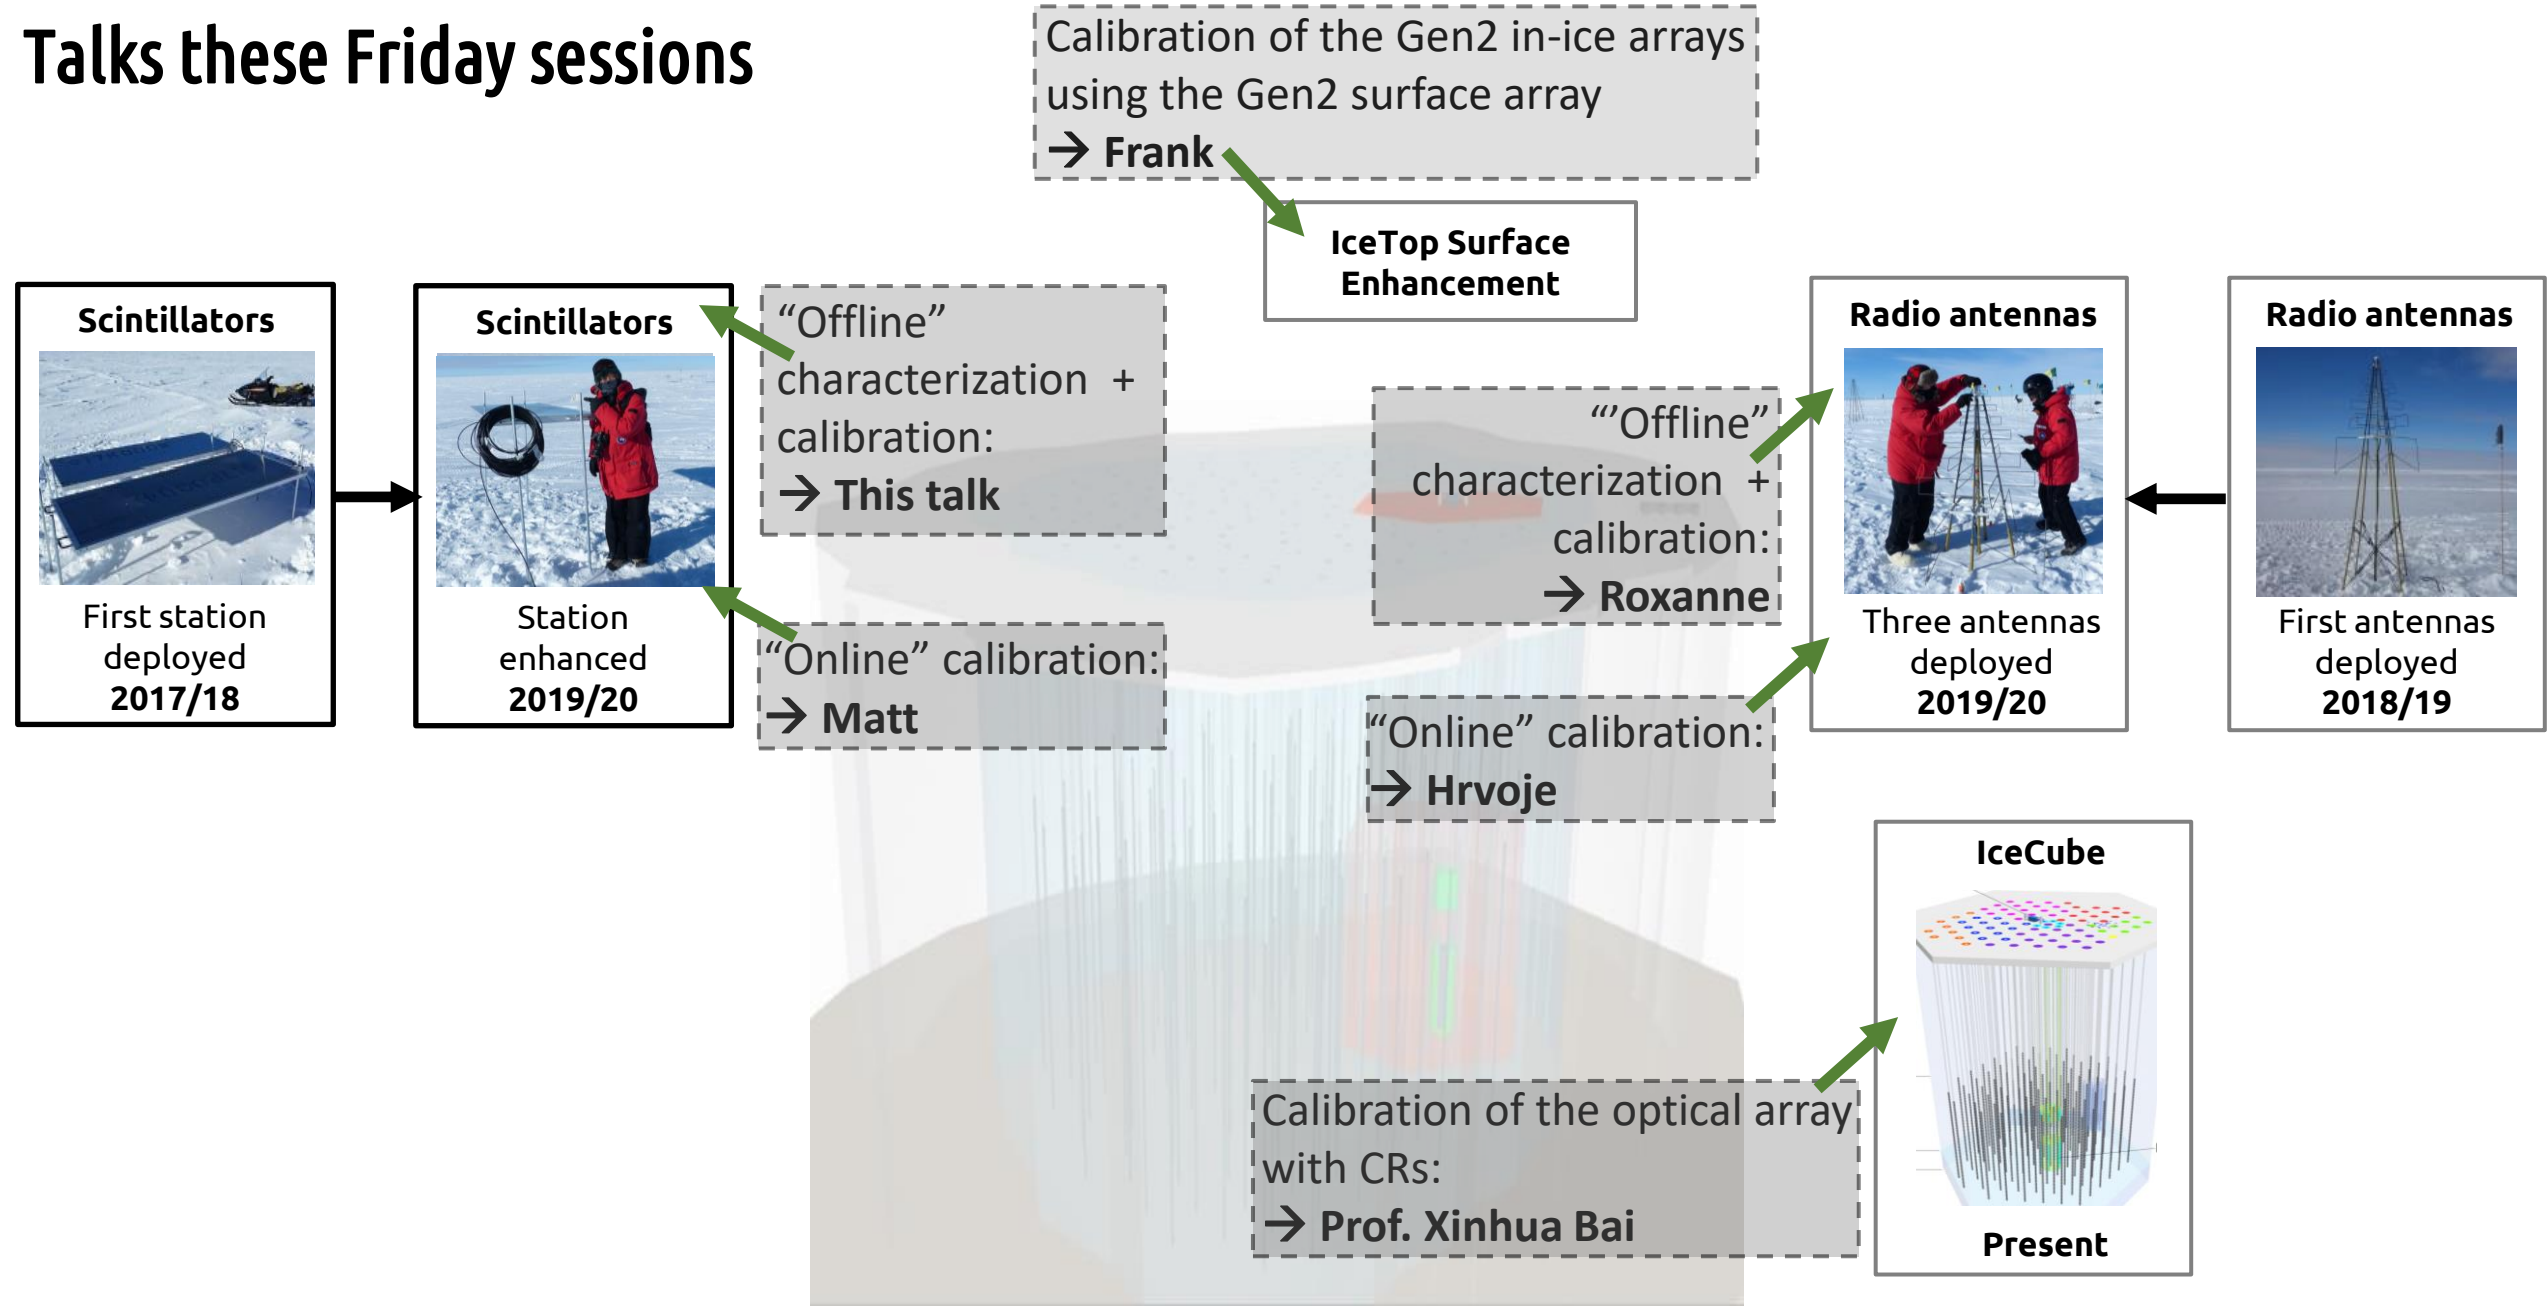 Talks these Friday sessions
Calibration of the Gen2 in-ice arrays
using the Gen2 surface array
→ Frank
IceTop Surface
Enhancement
Scintillators
First station
deployed
2017/18
Scintillators
Station
enhanced
2019/20
“Offline”
characterization +
calibration:
→ This talk
“Online” calibration:
→ Matt
“’Offline”
characterization +
calibration:
→ Roxanne
“Online” calibration:
→ Hrvoje
Radio antennas
Three antennas
deployed
2019/20
Radio antennas
First antennas
deployed
2018/19
Calibration of the optical array
with CRs:
→ Prof. Xinhua Bai
IceCube
Present